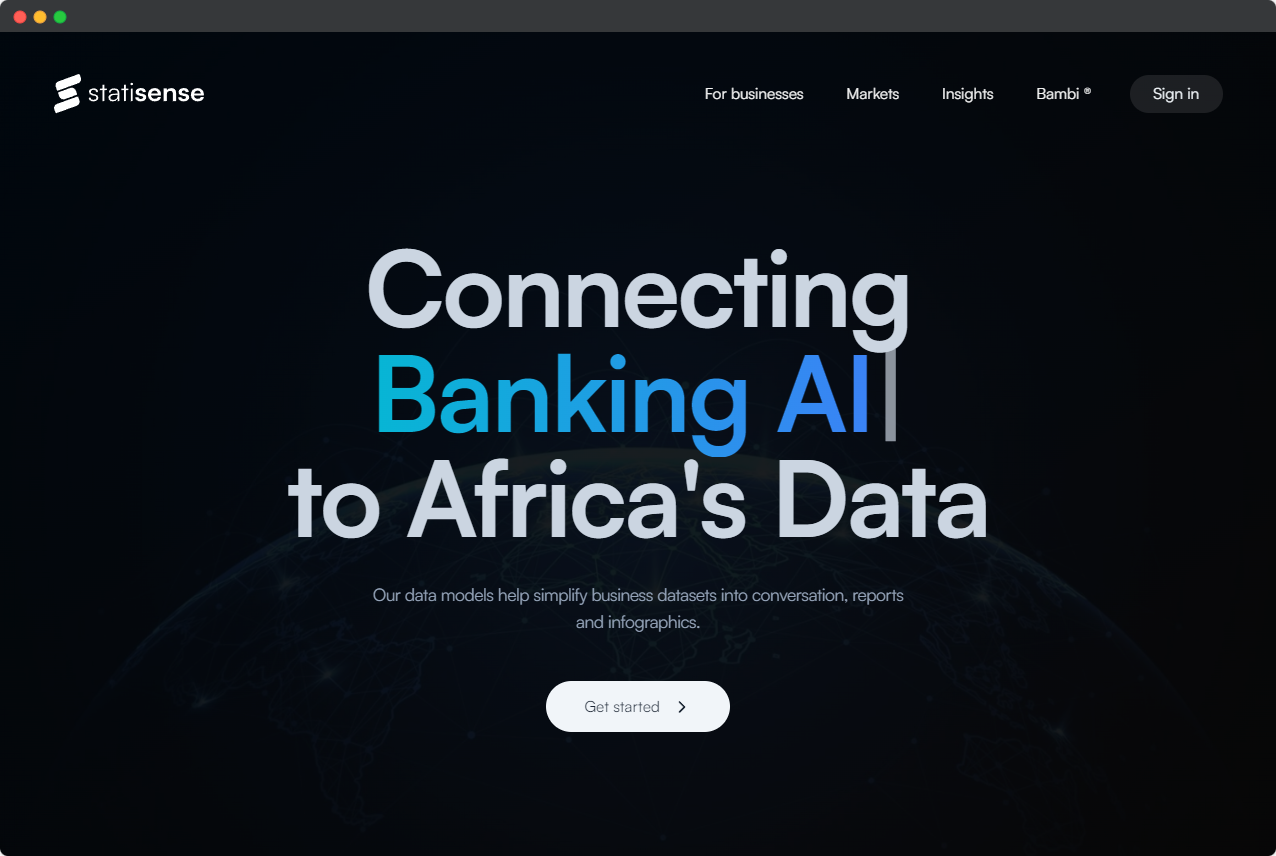 statisense
For businesses
Markets
Insights
Bambi ®
Sign in
Connecting
Banking AI
to Africa's Data
Our data models help simplify business datasets into conversation, reports
and infographics.
Get started